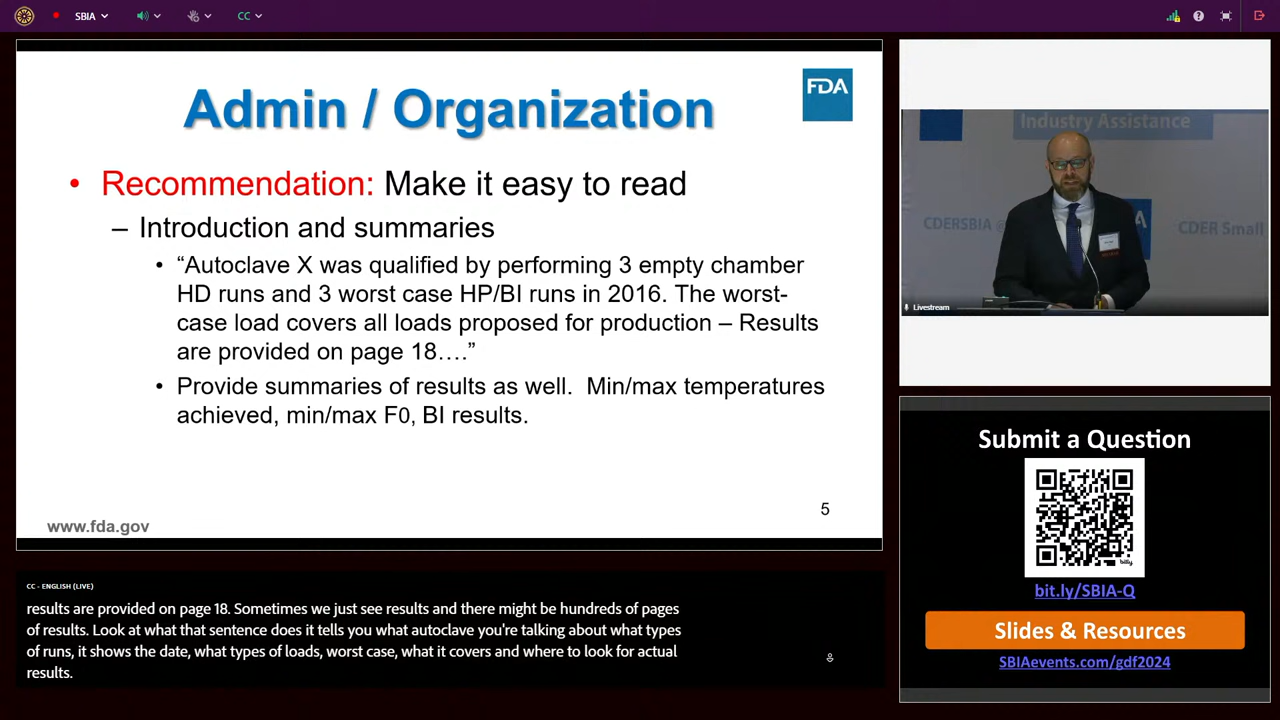 SBIA
CC
Admin / Organization
FDA
• Recommendation: Make it easy to read
– Introduction and summaries
• “Autoclave X was qualified by performing 3 empty chamber
HD runs and 3 worst case HP/BI runs in 2016. The worst-
case load covers all loads proposed for production – Results
are provided on page 18….”
• Provide summaries of results as well. Min/max temperatures
achieved, min/max F0, BI results.
5
www.fda.gov
CC - ENGLISH (LIVE)
results are provided on page 18. Sometimes we just see results and there might be hundreds of pages
of results. Look at what that sentence does it tells you what autoclave you're talking about what types
of runs, it shows the date, what types of loads, worst case, what it covers and where to look for actual
results.
Industry Assistance
CDERSBIA @
CDER Small
Livestream
Submit a Question
bitly
bit.ly/SBIA-Q
Slides & Resources
SBIAevents.com/gdf2024